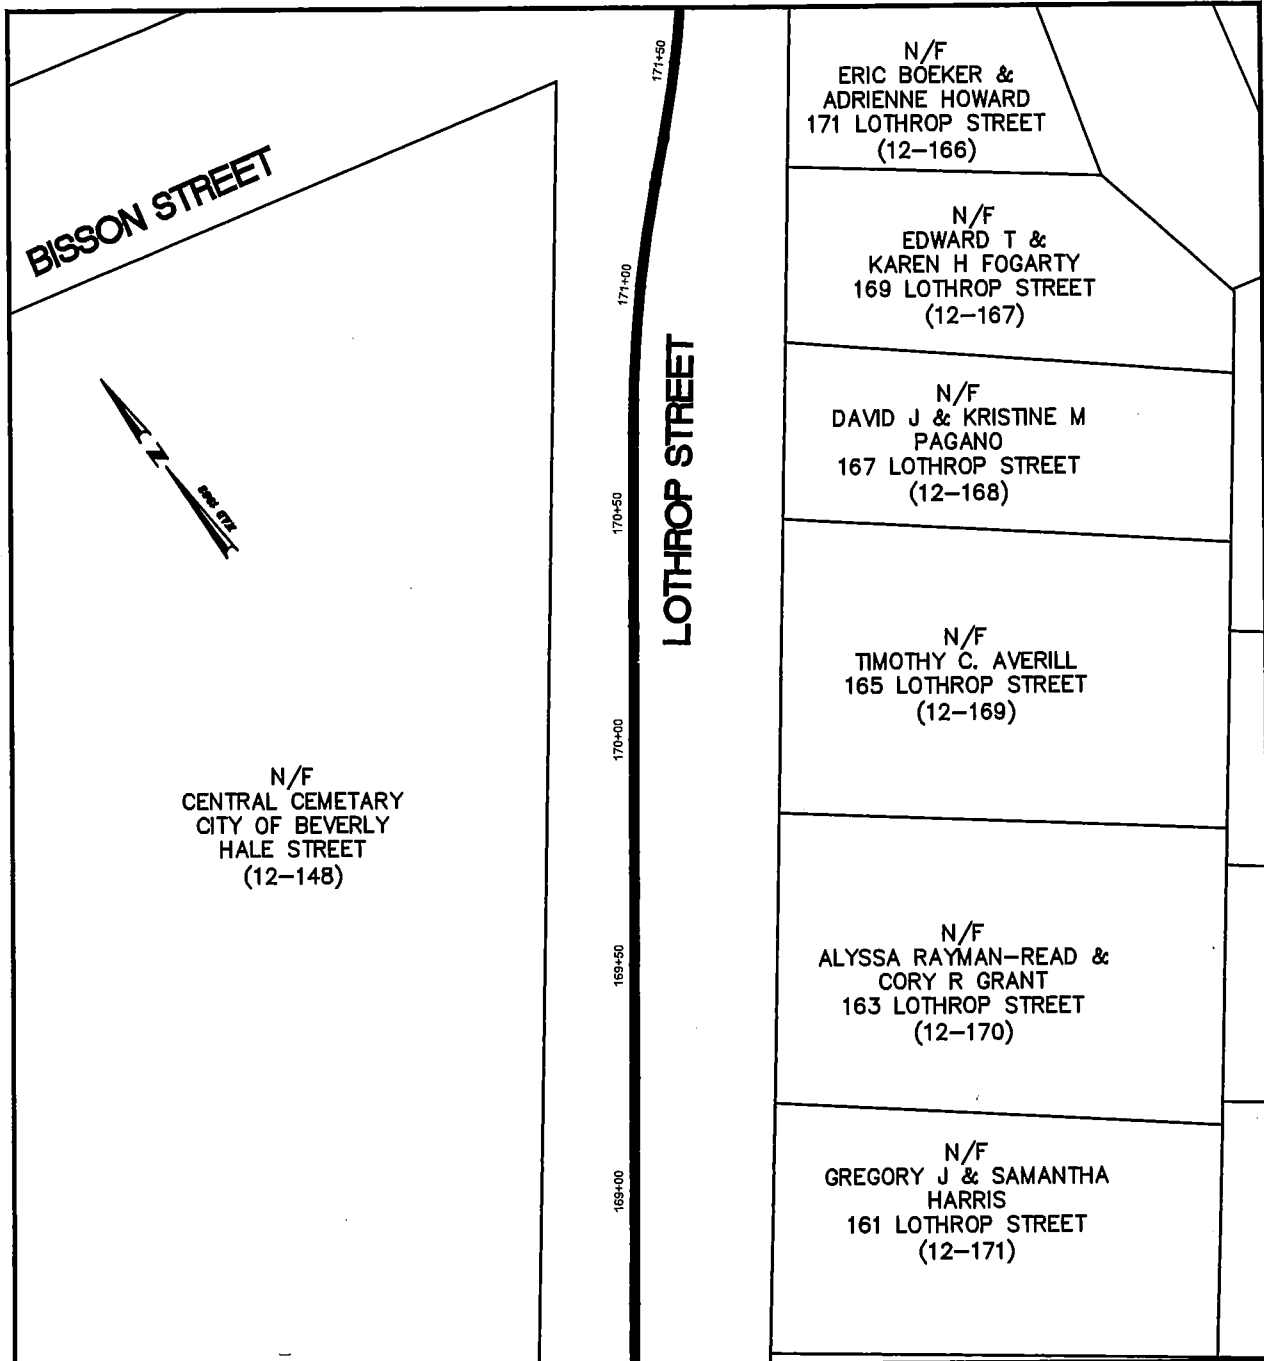 BISSON STREET
171+50
171+00
170+50
170+00
169+50
169+00
LOTHROP STREET
N
N/F
CENTRAL CEMETARY
CITY OF BEVERLY
HALE STREET
(12-148)
N/F
ERIC BOEKER &
ADRIENNE HOWARD
171 LOTHROP STREET
(12-166)
N/F
EDWARD T &
KAREN H FOGARTY
169 LOTHROP STREET
(12-167)
N/F
DAVID J & KRISTINE M
PAGANO
167 LOTHROP STREET
(12-168)
N/F
TIMOTHY C. AVERILL
165 LOTHROP STREET
(12-169)
N/F
ALYSSA RAYMAN-READ &
CORY R GRANT
163 LOTHROP STREET
(12-170)
N/F
GREGORY J & SAMANTHA
HARRIS
161 LOTHROP STREET
(12-171)